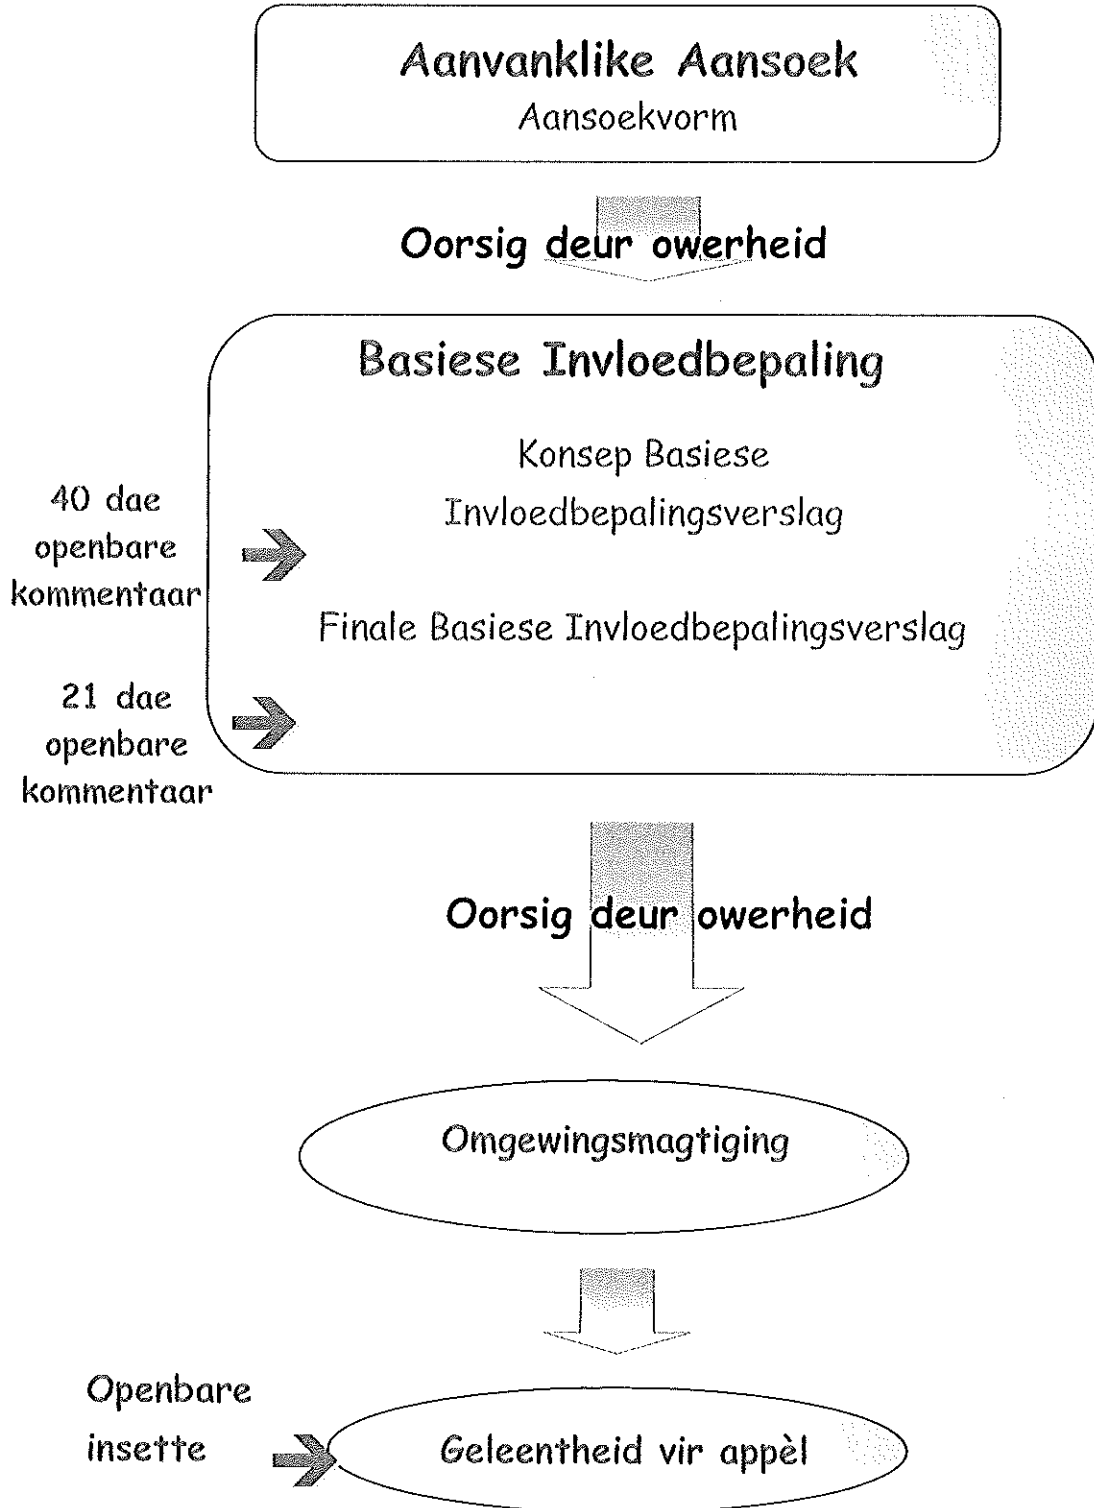 Aanvanklike Aansoek
Aansoekvorm
Oorsig deur owerheid
Basiese Invloedbepaling
Konsep Basiese
Invloedbepalingsverslag
40 dae
openbare
kommentaar
Finale Basiese Invloedbepalingsverslag
21 dae
openbare
kommentaar
Oorsig deur owerheid
Omgewingsmagtiging
Openbare
insette
Geleentheid vir appèl